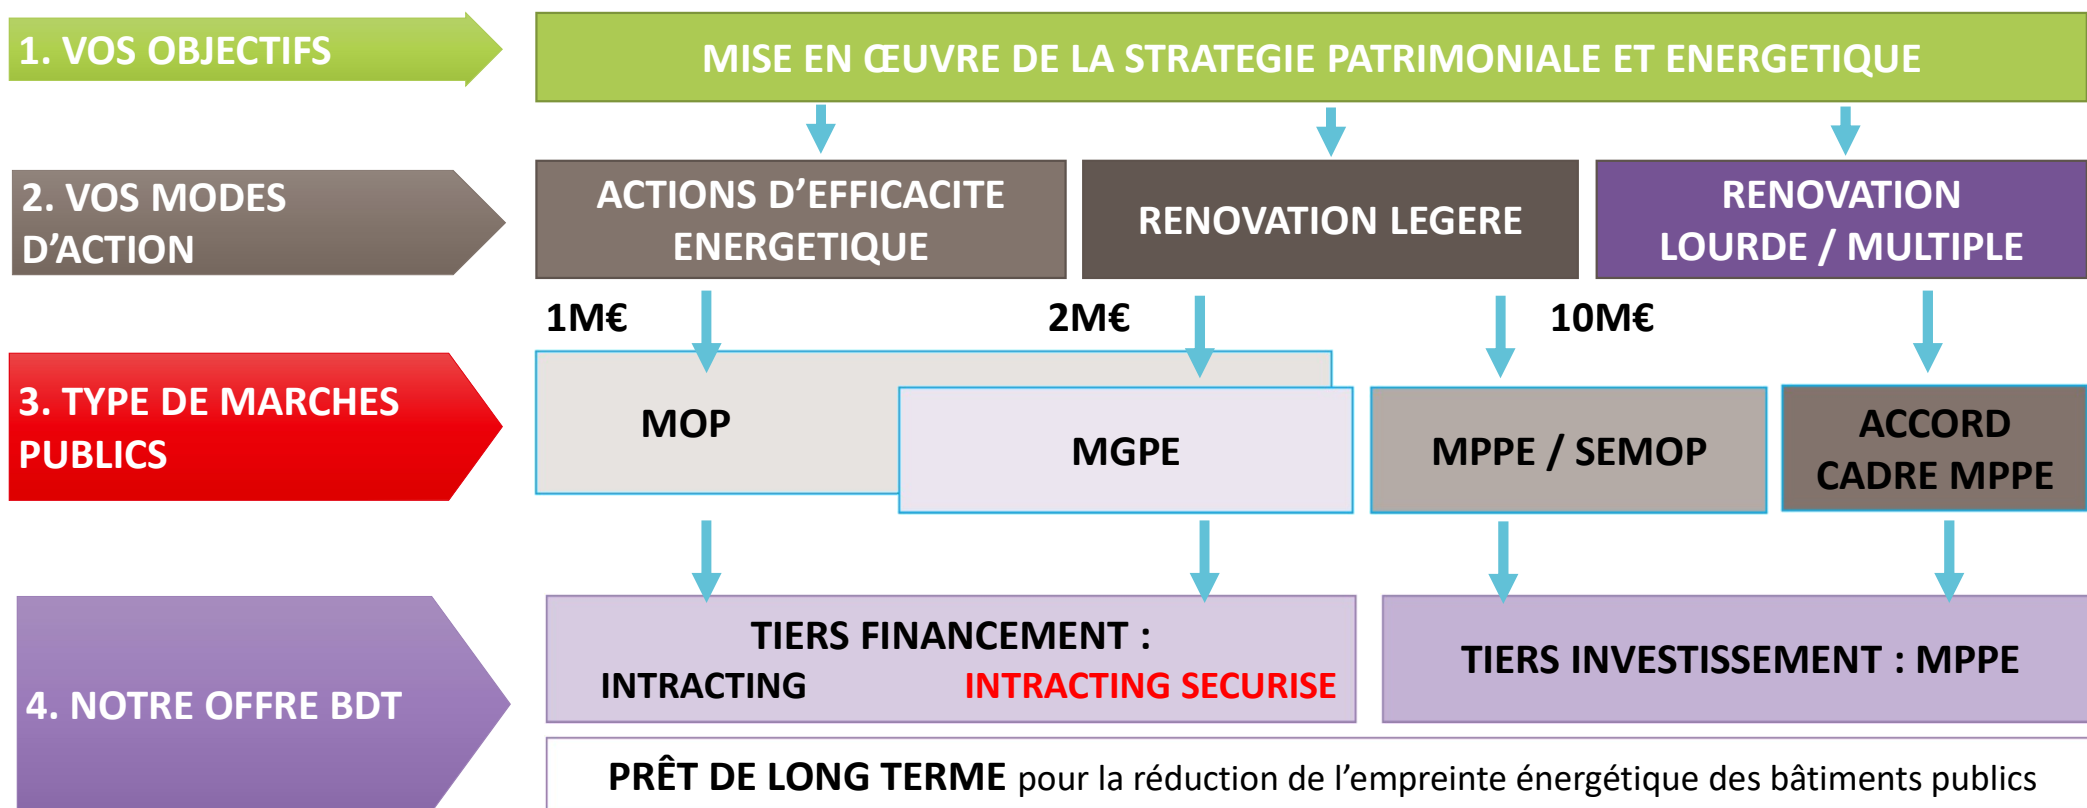 1. VOS OBJECTIFS
MISE EN ŒUVRE DE LA STRATEGIE PATRIMONIALE ET ENERGETIQUE
2. VOS MODES
D'ACTION
ACTIONS D'EFFICACITE
ENERGETIQUE
RENOVATION LEGERE
RENOVATION
LOURDE / MULTIPLE
1M€
2M€
10M€
3. TYPE DE MARCHES
PUBLICS
MOP
MGPE
MPPE / SEMOP
ACCORD
CADRE MPPE
4. NOTRE OFFRE BDT
TIERS FINANCEMENT :
INTRACTING
INTRACTING SECURISE
TIERS INVESTISSEMENT : MPPE
PRÊT DE LONG TERME pour la réduction de l'empreinte énergétique des bâtiments publics